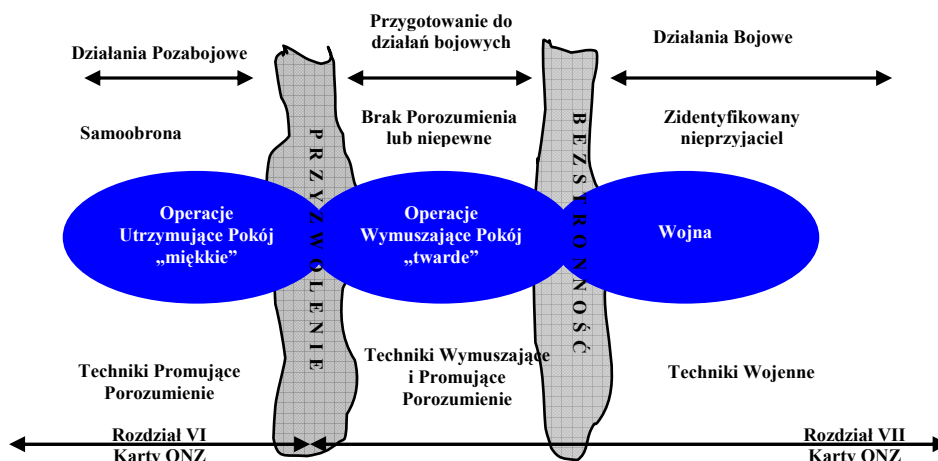 Działania Pozabojowe
Przygotowanie do
działań bojowych
Działania Bojowe
Samoobrona
Brak Porozumienia
lub niepewne
Zidentyfikowany
nieprzyjaciel
PRZYZWOLENIE
BEZSTRONNOŚĆ
Operacje
Utrzymujące Pokój
„miękkie”
Operacje
Wymuszające Pokój
„twarde”
Wojna
Techniki Promujące
Porozumienie
Techniki Wymuszające
i Promujące
Porozumienie
Techniki Wojenne
Rozdział VI
Karty ONZ
Rozdział VII
Karty ONZ